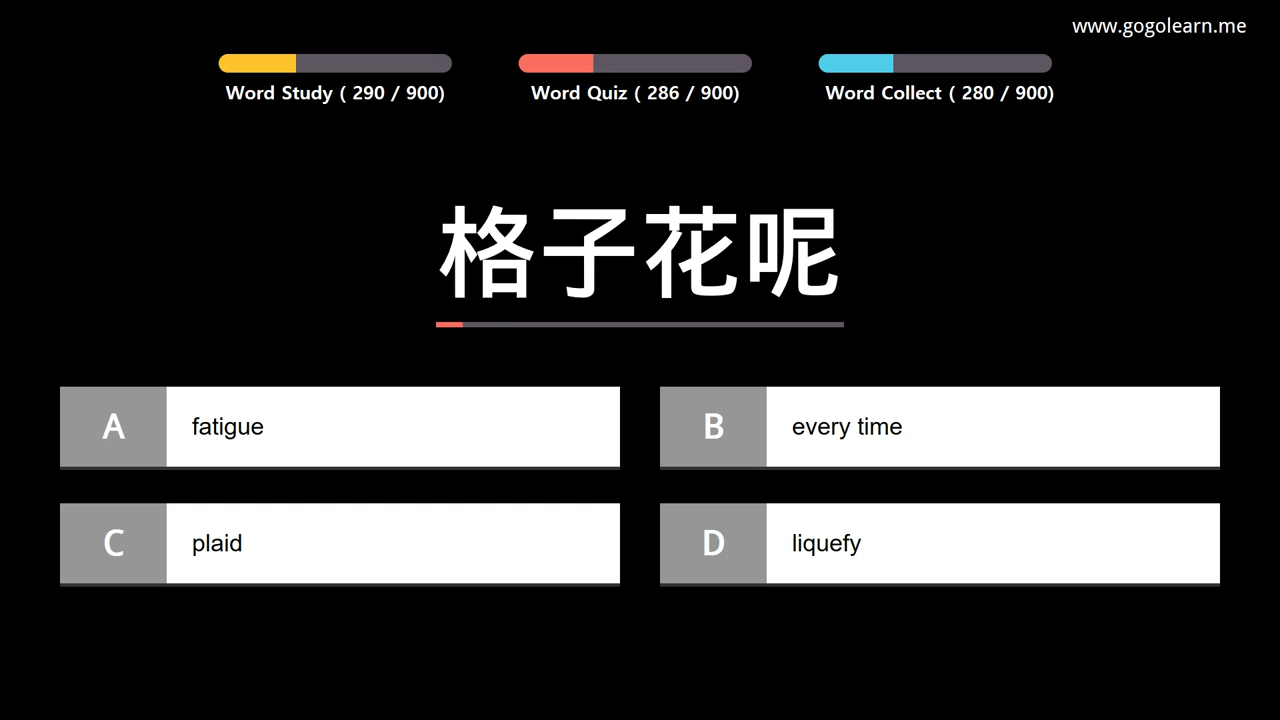 www.gogolearn.me
Word Study ( 290 / 900)
Word Quiz ( 286 / 900)
Word Collect ( 280 / 900)
格子花呢
A fatigue
B every time
C plaid
D liquefy